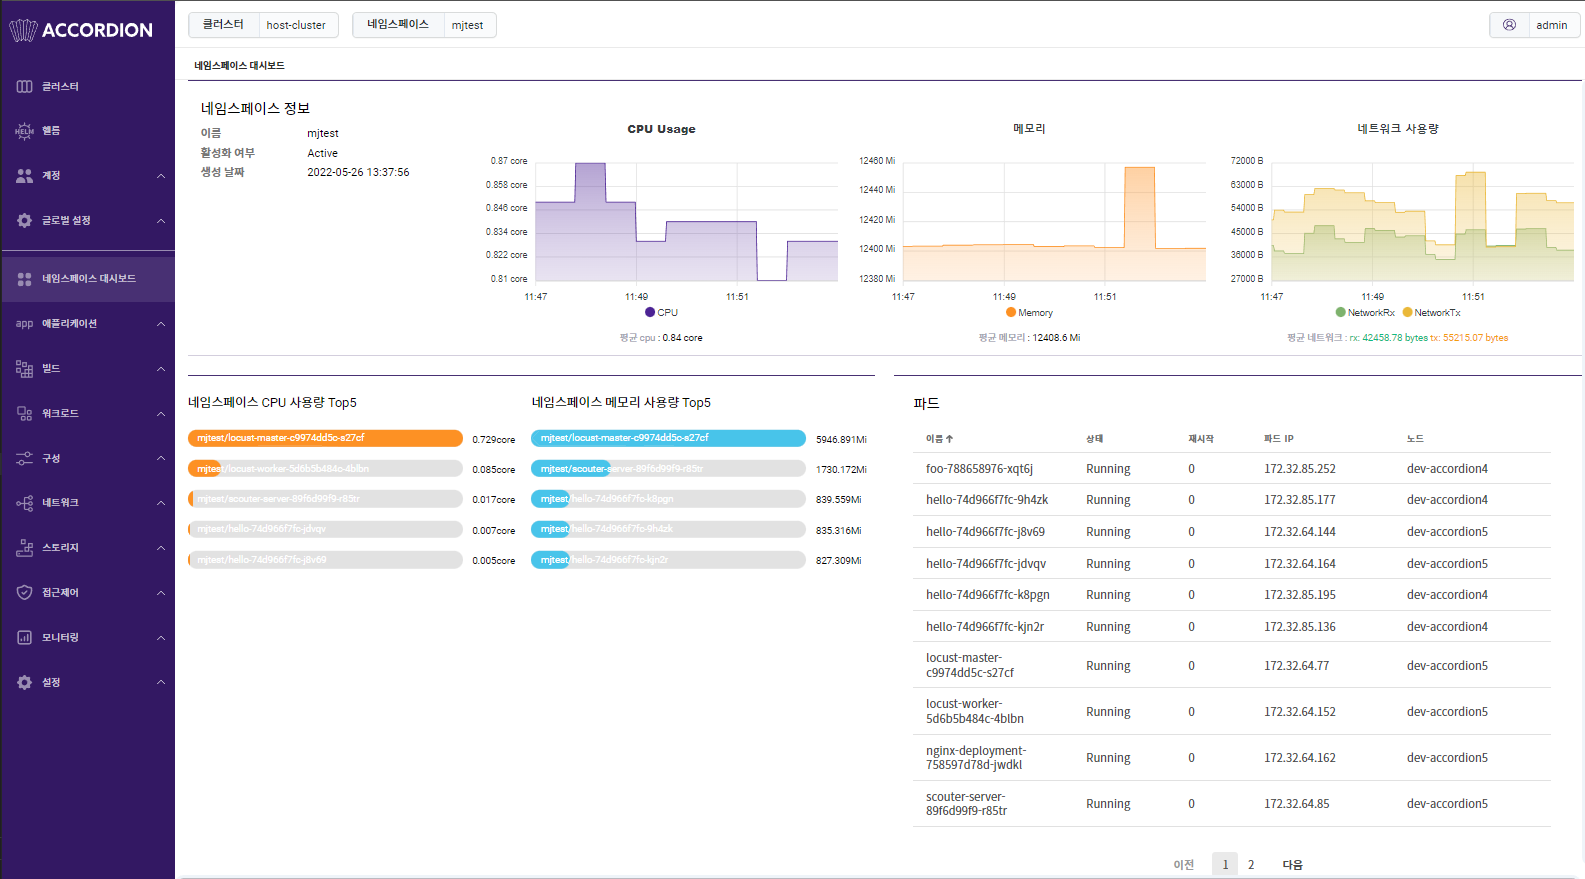 ACCORDION
클러스터 host-cluster 네임스페이스 mjtest admin
클러스터
HELM 헬름
계정
글로벌 설정
네임스페이스 대시보드
app 애플리케이션
빌드
워크로드
구성
네트워크
스토리지
접근제어
모니터링
설정
네임스페이스 대시보드
네임스페이스 정보
이름 mjtest
활성화 여부 Active
생성 날짜 2022-05-26 13:37:56
CPU Usage
0.87 core
0.858 core
0.846 core
0.834 core
0.822 core
0.81 core
11:47 11:49 11:51
CPU
평균 cpu : 0.84 core
메모리
12460 Mi
12440 Mi
12420 Mi
12400 Mi
12380 Mi
11:47 11:49 11:51
Memory
평균 메모리 : 12408.6 Mi
네트워크 사용량
72000 B
63000 B
54000 B
45000 B
36000 B
27000 B
11:47 11:49 11:51
NetworkRx NetworkTx
평균 네트워크 : rx: 42458.78 bytes tx: 55215.07 bytes
네임스페이스 CPU 사용량 Top5
mjtest/locust-master-c9974dd5c-s27cf 0.729core
mjtest/locust-worker-5d6b5b484c-4blbn 0.085core
mjtest/scouter-server-89f6d99f9-r85tr 0.017core
mjtest/hello-74d966f7fc-jdvqv 0.007core
mjtest/hello-74d966f7fc-j8v69 0.005core
네임스페이스 메모리 사용량 Top5
mjtest/locust-master-c9974dd5c-s27cf 5946.891Mi
mjtest/scouter-server-89f6d99f9-r85tr 1730.172Mi
mjtest/hello-74d966f7fc-k8pgn 839.559Mi
mjtest/hello-74d966f7fc-9h4zk 835.316Mi
mjtest/hello-74d966f7fc-kjn2r 827.309Mi
파드
이름 ↑ 상태 재시작 파드 IP 노드
foo-788658976-xqt6j Running 0 172.32.85.252 dev-accordion4
hello-74d966f7fc-9h4zk Running 0 172.32.85.177 dev-accordion4
hello-74d966f7fc-j8v69 Running 0 172.32.64.144 dev-accordion5
hello-74d966f7fc-jdvqv Running 0 172.32.64.164 dev-accordion5
hello-74d966f7fc-k8pgn Running 0 172.32.85.195 dev-accordion4
hello-74d966f7fc-kjn2r Running 0 172.32.85.136 dev-accordion4
locust-master-
c9974dd5c-s27cf Running 0 172.32.64.77 dev-accordion5
locust-worker-
5d6b5b484c-4blbn Running 0 172.32.64.152 dev-accordion5
nginx-deployment-
758597d78d-jwdkl Running 0 172.32.64.162 dev-accordion5
scouter-server-
89f6d99f9-r85tr Running 0 172.32.64.85 dev-accordion5
이전 1 2 다음